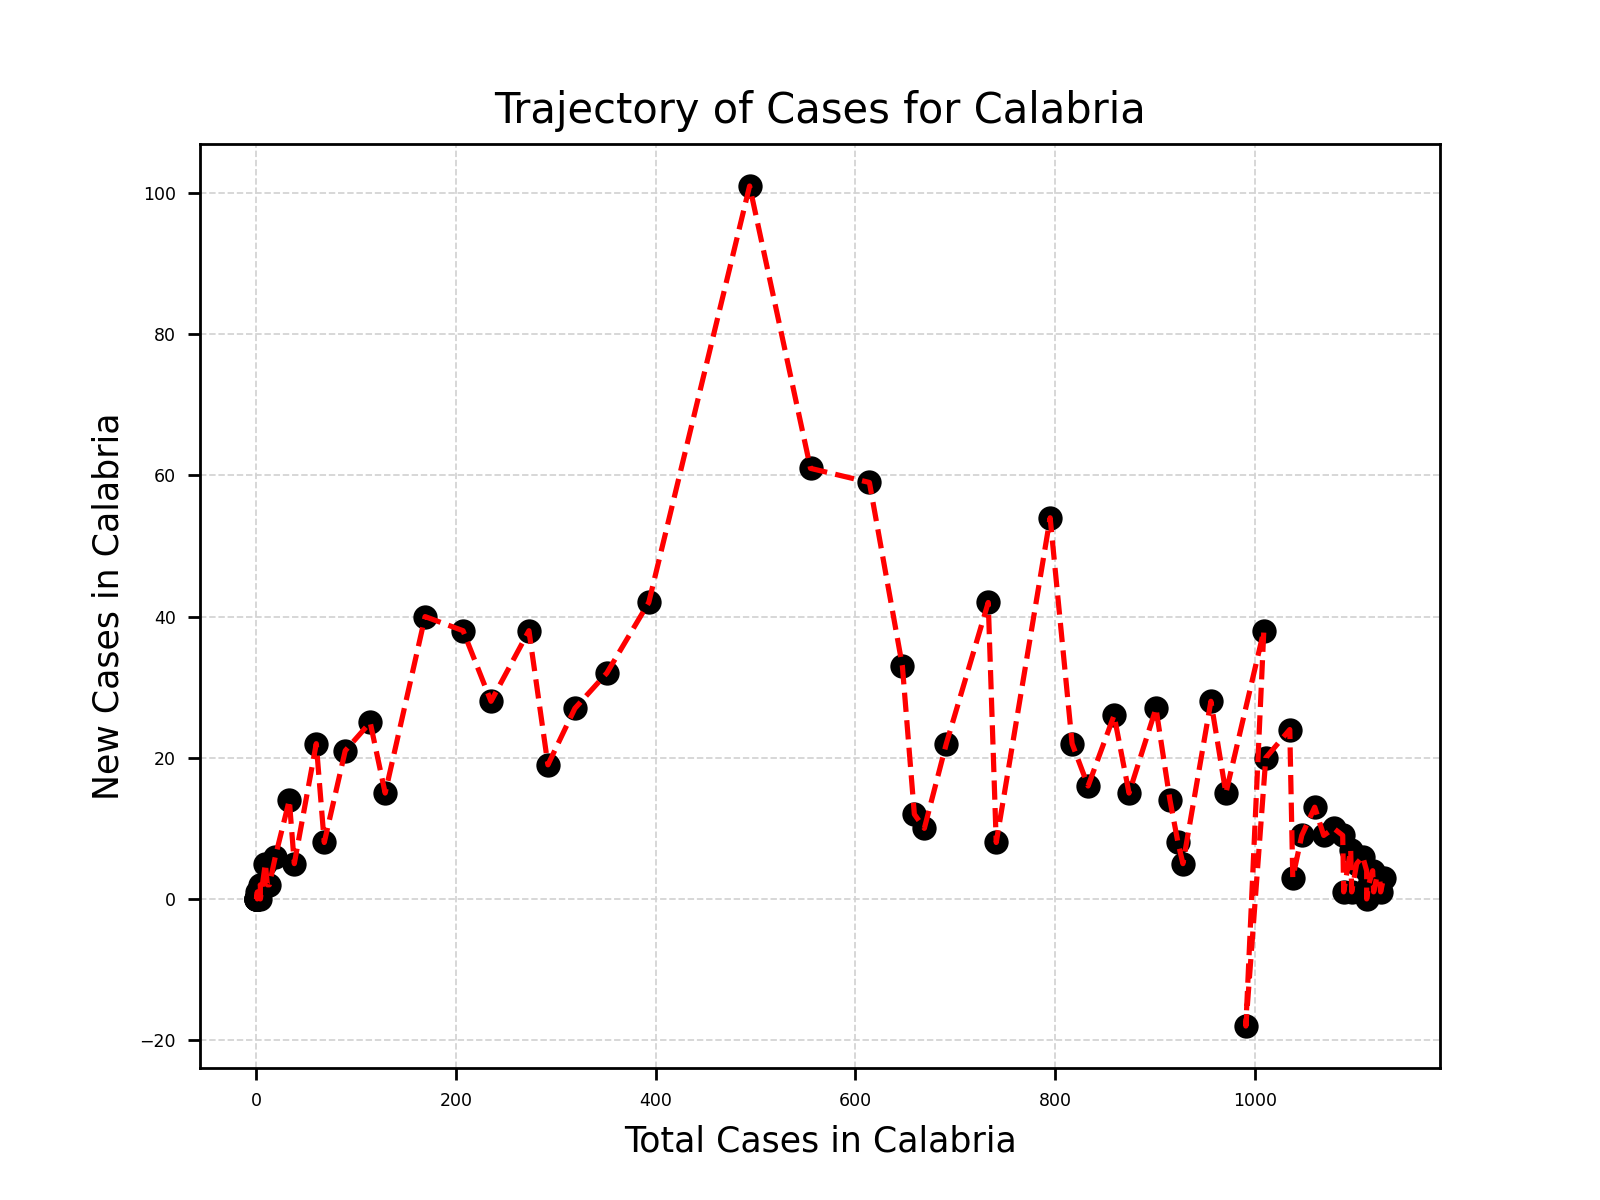 Trajectory of Cases for Calabria
New Cases in Calabria
100
80
60
40
20
0
−20
0 200 400 600 800 1000
Total Cases in Calabria